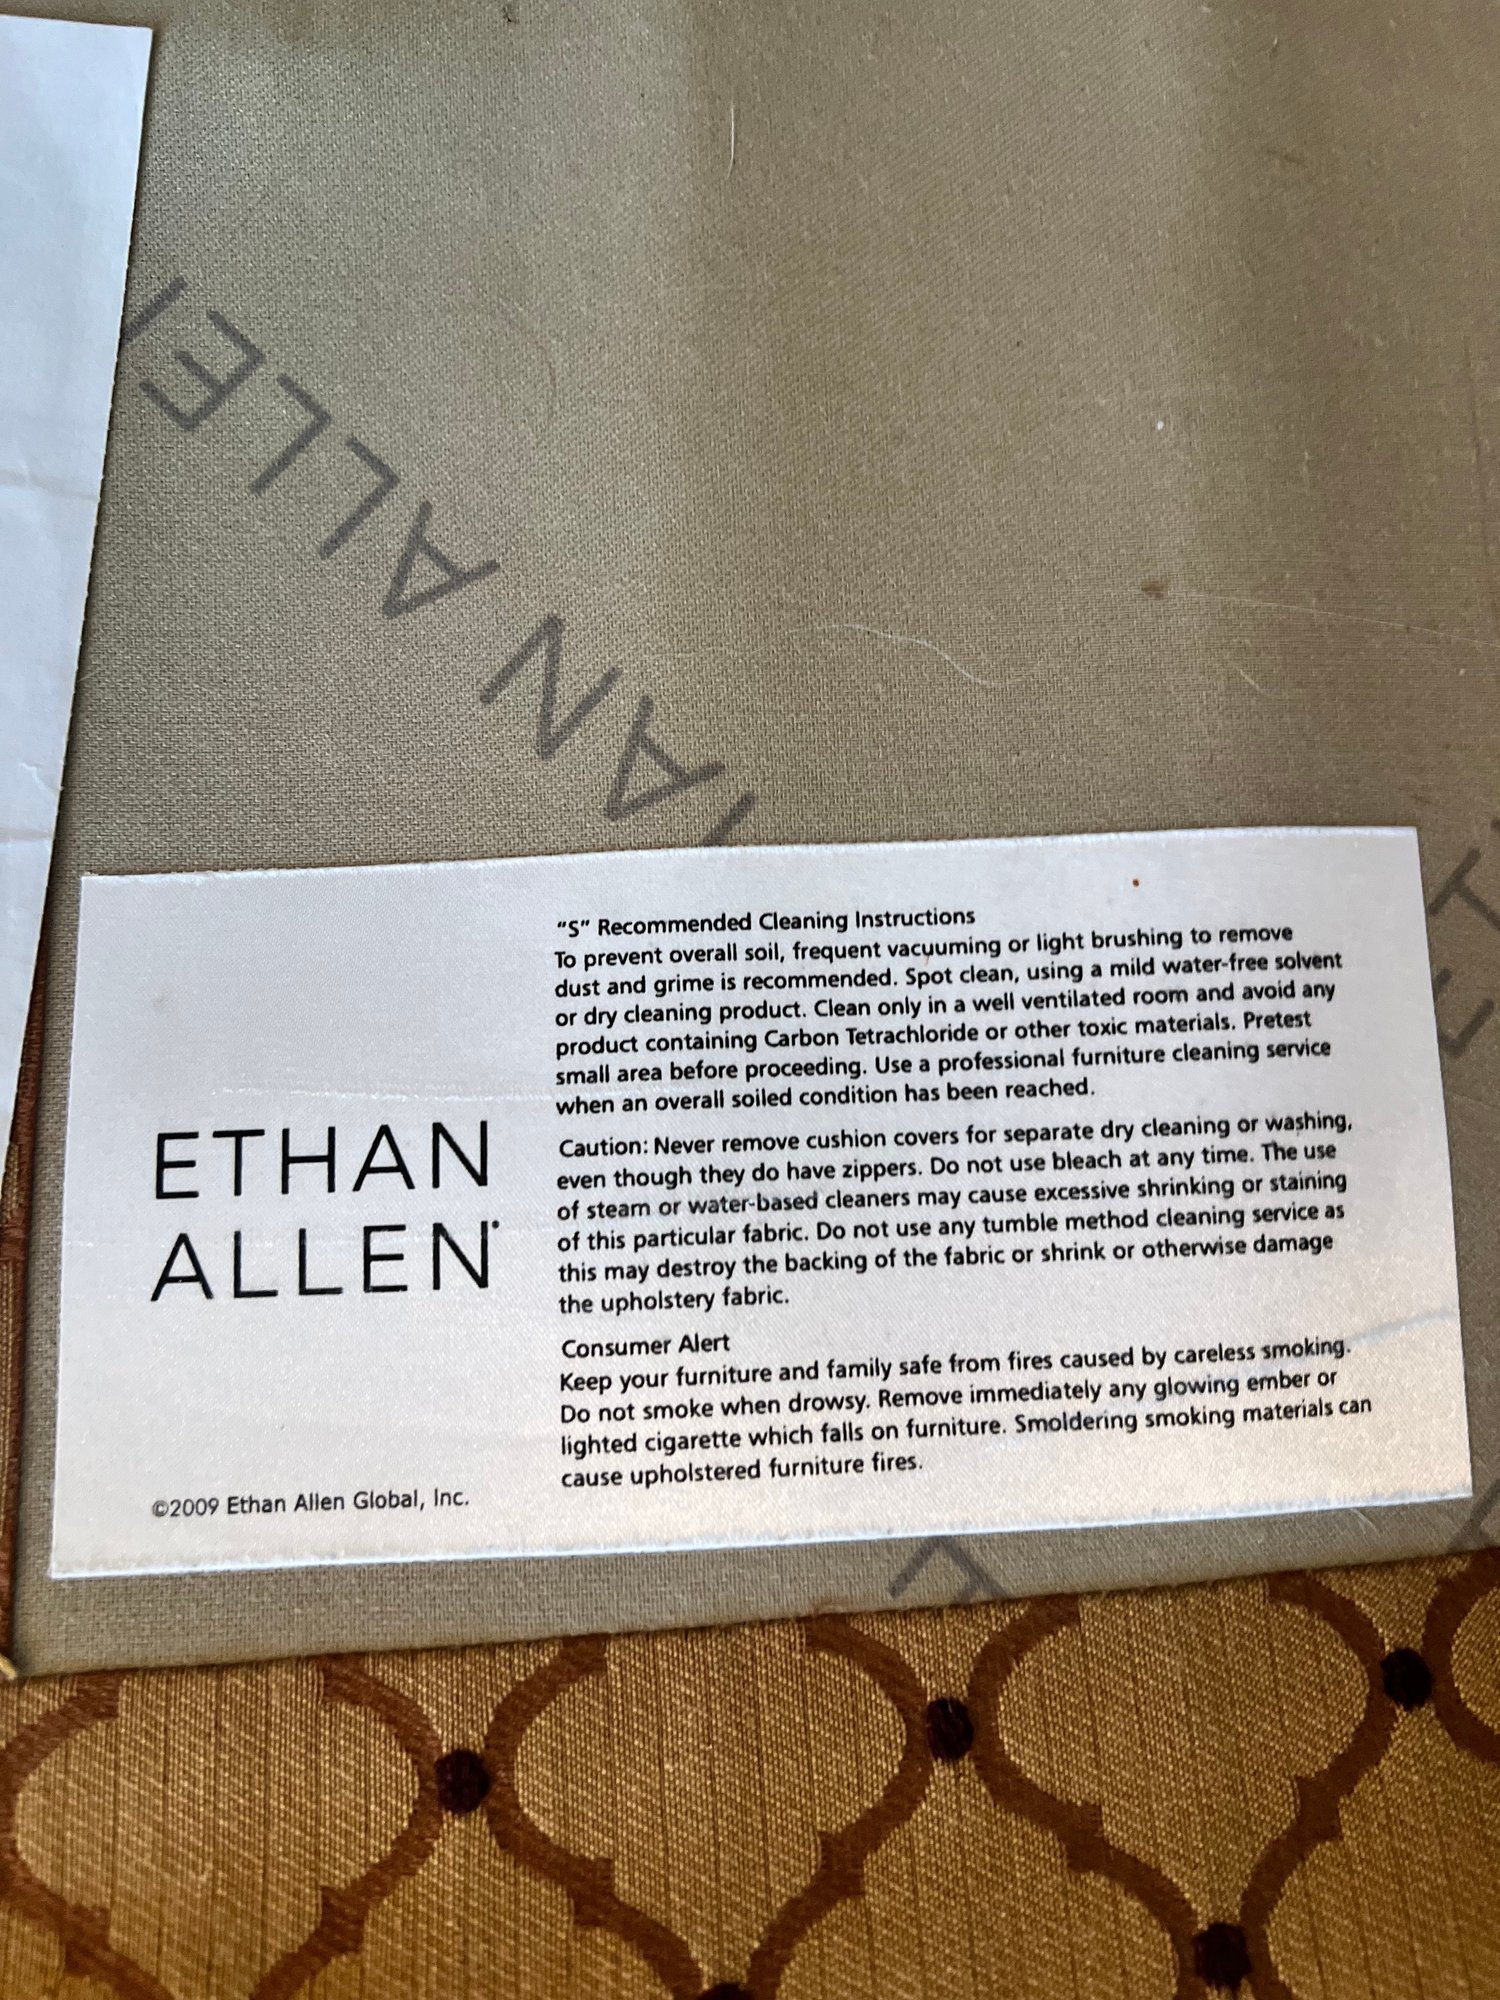 ALLE
AN
"S" Recommended Cleaning Instructions
To prevent overall soil, frequent vacuuming or light brushing to remove
dust and grime is recommended. Spot clean, using a mild water-free solvent
or dry cleaning product. Clean only in a well ventilated room and avoid any
product containing Carbon Tetrachloride or other toxic materials. Pretest
small area before proceeding. Use a professional furniture cleaning service
when an overall soiled condition has been reached.
Caution: Never remove cushion covers for separate dry cleaning or washing,
even though they do have zippers. Do not use bleach at any time. The use
of steam or water-based cleaners may cause excessive shrinking or staining
of this particular fabric. Do not use any tumble method cleaning service as
this may destroy the backing of the fabric or shrink or otherwise damage
the upholstery fabric.
Consumer Alert
Keep your furniture and family safe from fires caused by careless smoking.
Do not smoke when drowsy. Remove immediately any glowing ember or
lighted cigarette which falls on furniture. Smoldering smoking materials can
cause upholstered furniture fires.
ETHAN
ALLEN
©2009 Ethan Allen Global, Inc.